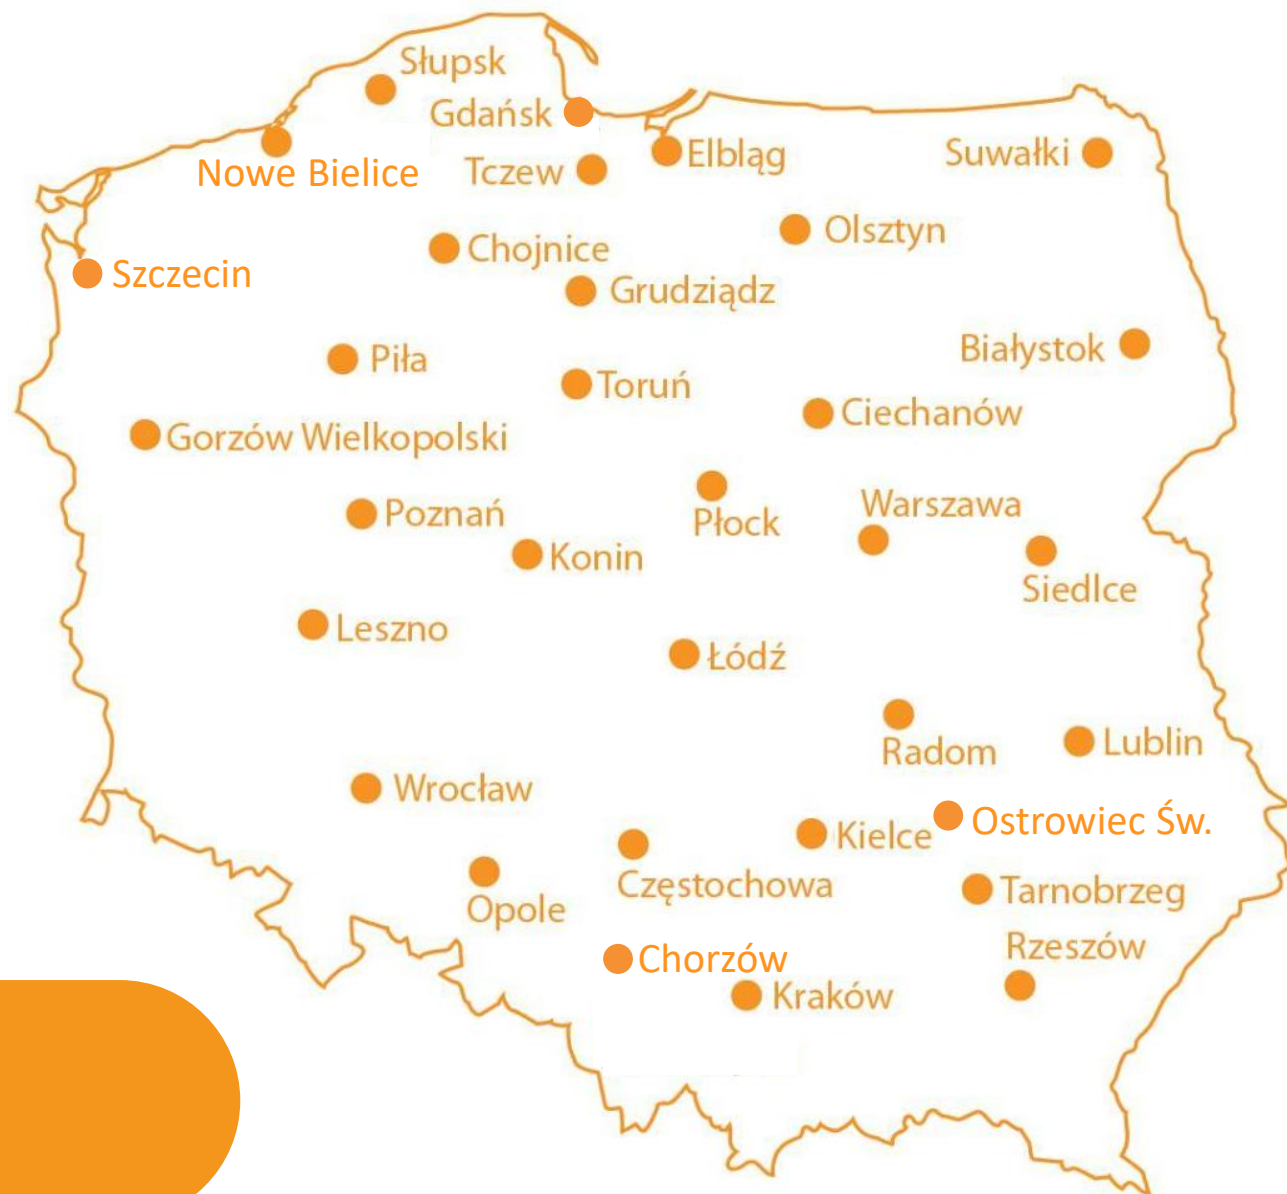 Słupsk
Gdańsk
Nowe Bielice
Tczew
Elbląg
Suwałki
Chojnice
Olsztyn
Szczecin
Grudziądz
Piła
Toruń
Białystok
Gorzów Wielkopolski
Ciechanów
Poznań
Płock
Warszawa
Konin
Siedlce
Leszno
Łódź
Radom
Lublin
Wrocław
Kielce
Ostrowiec Św.
Częstochowa
Opole
Tarnobrzeg
Rzeszów
Chorzów
Kraków